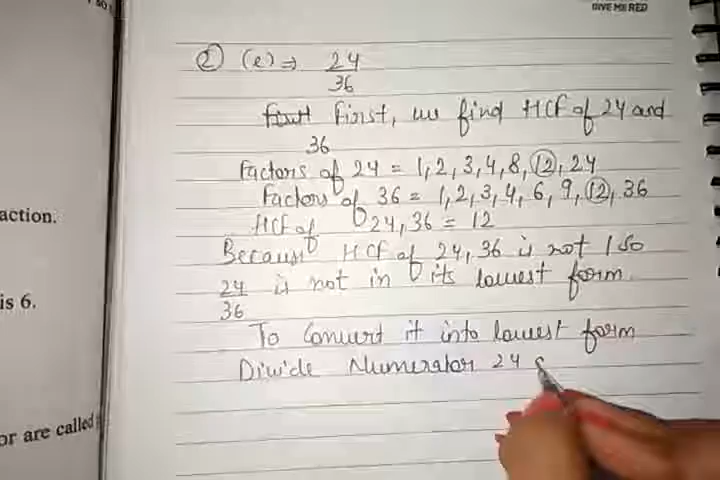 GIVE ME RED
② (e) ⇒ 24
36
First, we find HCF of 24 and
36
Factors of 24 = 1,2,3,4,8,12,24
Factors of 36 = 1,2,3,4,6,9,12,36
HCF of 24,36 = 12
Because HCF of 24,36 is not 1 so
24 is not in its lowest form.
36
To Convert it into lowest form
Divide Numerator 24
action.
is 6.
or are called